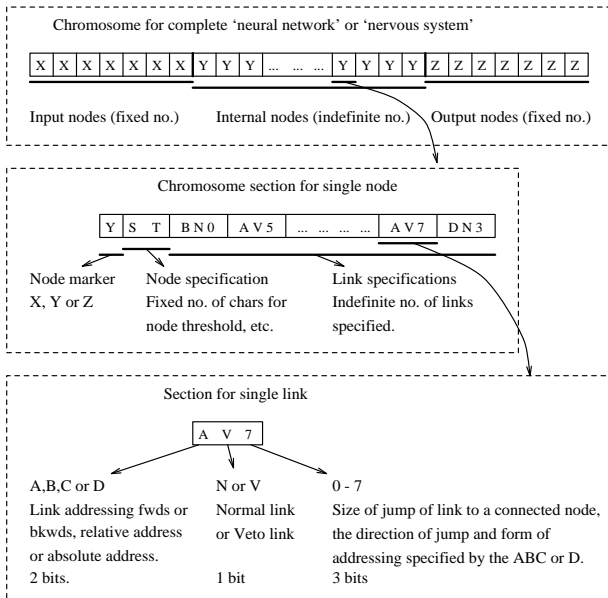 Chromosome for complete ‘neural network’ or ‘nervous system’
X X X X X X X Y Y Y ... ... ... Y Y Y Y Z Z Z Z Z Z Z
Input nodes (fixed no.) Internal nodes (indefinite no.) Output nodes (fixed no.)
Chromosome section for single node
Y S T B N 0 A V 5 ... ... ... ... A V 7 D N 3
Node marker
X, Y or Z
Node specification
Fixed no. of chars for
node threshold, etc.
Link specifications
Indefinite no. of links
specified.
Section for single link
A V 7
A,B,C or D
Link addressing fwds or
bkwds, relative address
or absolute address.
2 bits.
N or V
Normal link
or Veto link
1 bit
0 - 7
Size of jump of link to a connected node,
the direction of jump and form of
addressing specified by the ABC or D.
3 bits